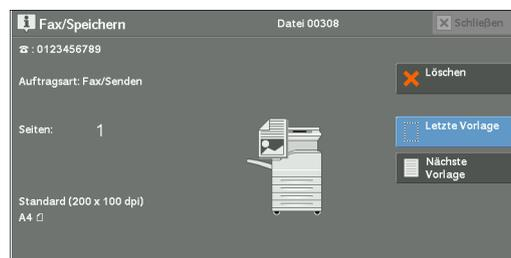 Fax/Speichern
Datei 00308
Schließen
: 0123456789
Auftragsart: Fax/Senden
Löschen
Seiten: 1
Letzte Vorlage
Nächste
Vorlage
Standard (200 x 100 dpi)
A4